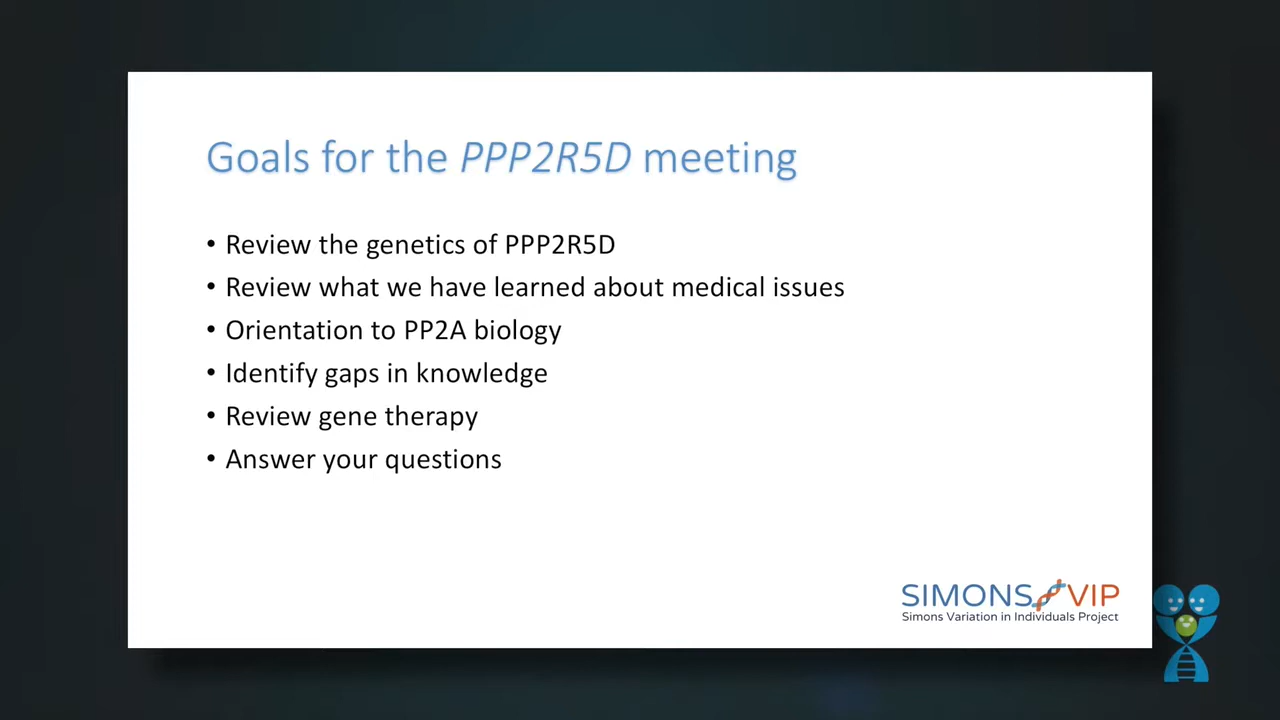 Goals for the PPP2R5D meeting
• Review the genetics of PPP2R5D
• Review what we have learned about medical issues
• Orientation to PP2A biology
• Identify gaps in knowledge
• Review gene therapy
• Answer your questions
SIMONS VIP
Simons Variation in Individuals Project